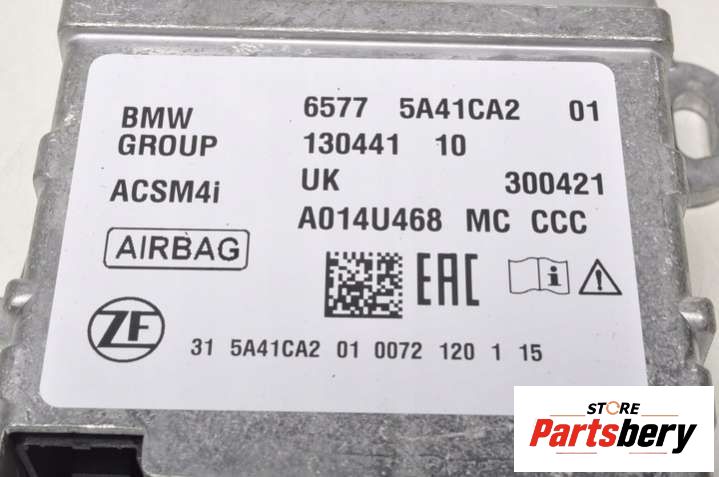 BMW GROUP
6577 5A41CA2 01
130441 10
ACSM4i
UK 300421
A014U468 MC CCC
AIRBAG
EAC
i
ZF
31 5A41CA2 01 0072 120 1 15
STORE
Partsbery